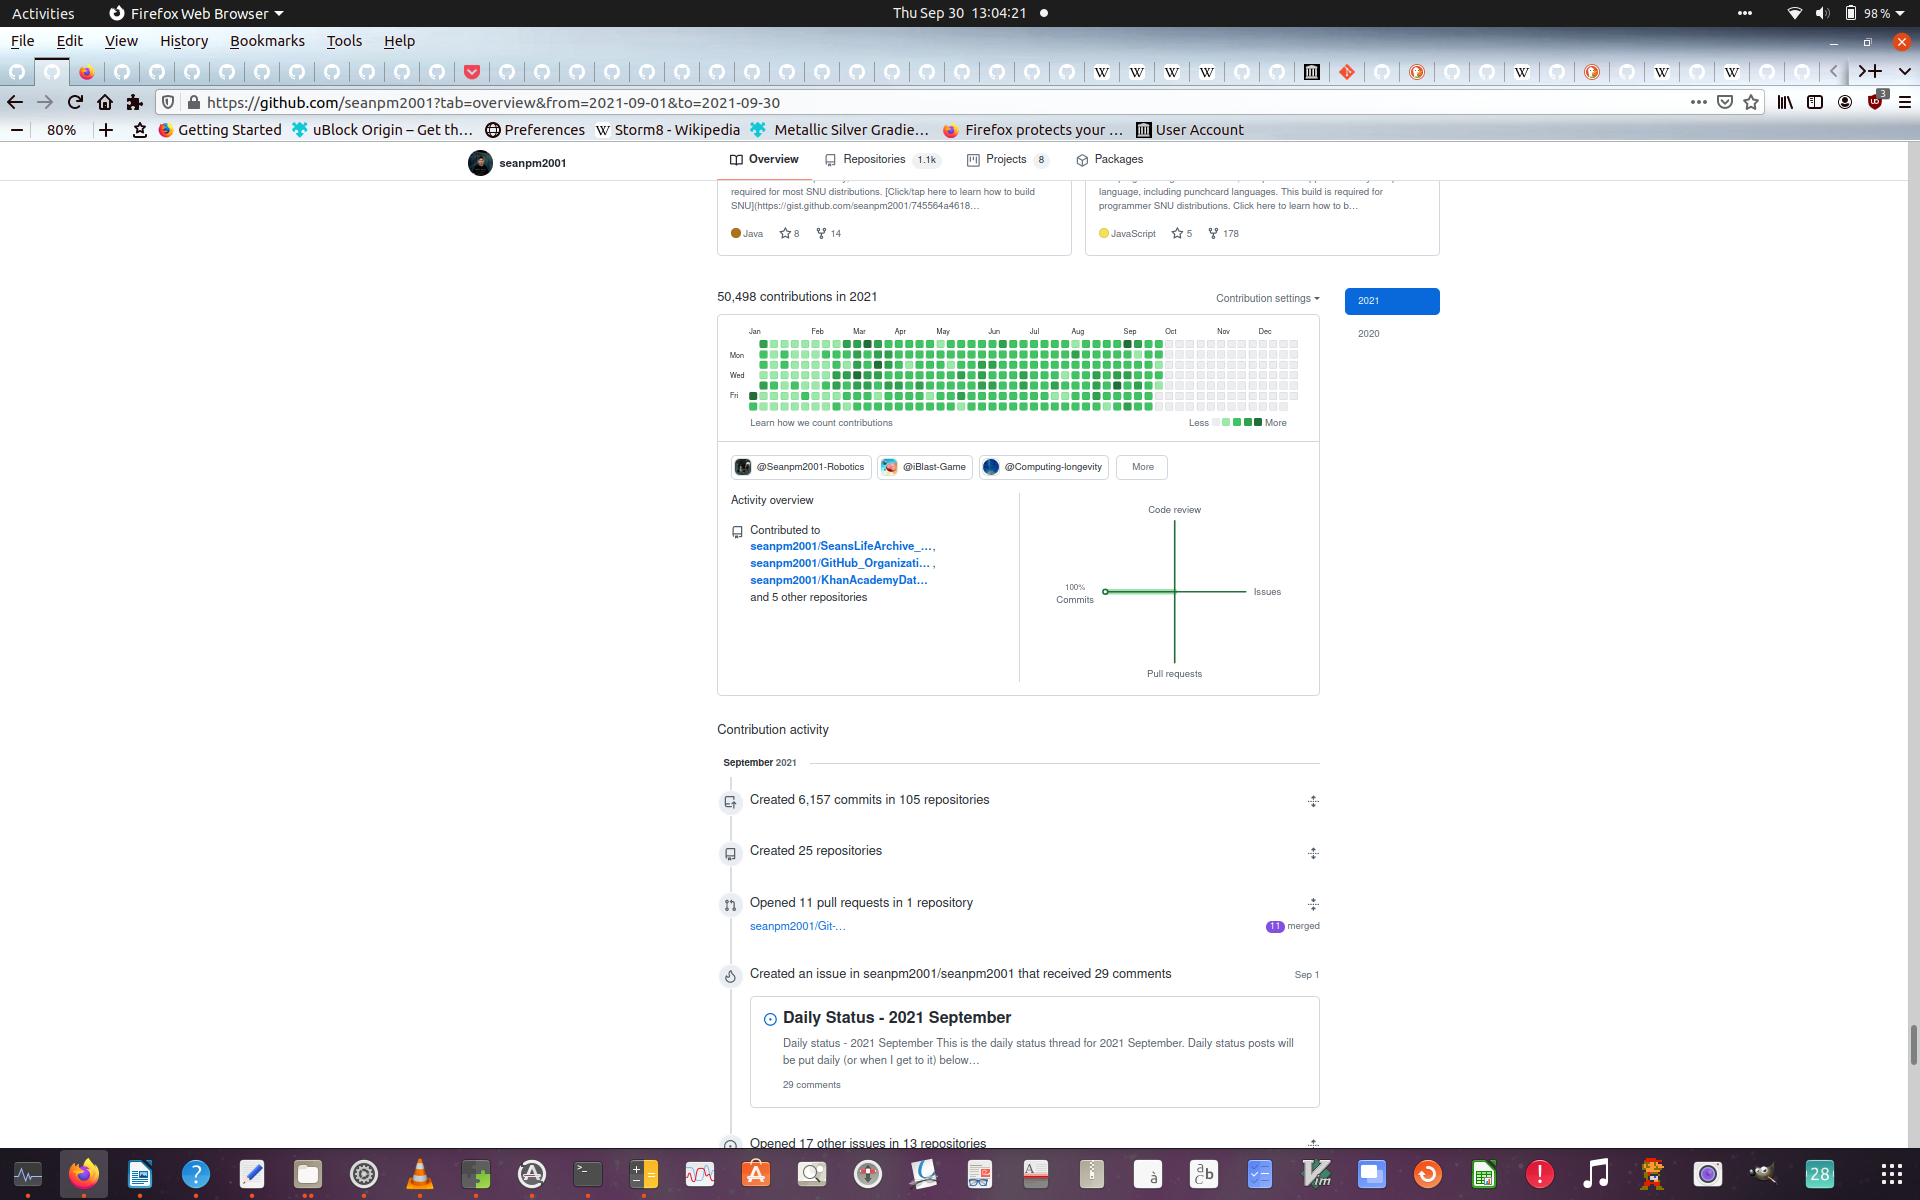 Activities
Firefox Web Browser
Thu Sep 30 13:04:21
98 %
File Edit View History Bookmarks Tools Help
https://github.com/seanpm2001?tab=overview&from=2021-09-01&to=2021-09-30
3
80%
Getting Started
uBlock Origin – Get th…
Preferences
Storm8 - Wikipedia
Metallic Silver Gradie…
Firefox protects your …
User Account
seanpm2001
Overview
Repositories 1.1k
Projects 8
Packages
required for most SNU distributions. [Click/tap here to learn how to build
SNU](https://gist.github.com/seanpm2001/745564a4618…
Java 8 14
language, including punchcard languages. This build is required for
programmer SNU distributions. Click here to learn how to b…
JavaScript 5 178
50,498 contributions in 2021
Contribution settings
2021
2020
Jan Feb Mar Apr May Jun Jul Aug Sep Oct Nov Dec
Mon
Wed
Fri
Learn how we count contributions
Less More
@Seanpm2001-Robotics
@iBlast-Game
@Computing-longevity
More
Activity overview
Contributed to
seanpm2001/SeansLifeArchive_…,
seanpm2001/GitHub_Organizati… ,
seanpm2001/KhanAcademyDat…
and 5 other repositories
Code review
100%
Commits
Issues
Pull requests
Contribution activity
September 2021
Created 6,157 commits in 105 repositories
Created 25 repositories
Opened 11 pull requests in 1 repository
seanpm2001/Git-…
11 merged
Created an issue in seanpm2001/seanpm2001 that received 29 comments
Sep 1
Daily Status - 2021 September
Daily status - 2021 September This is the daily status thread for 2021 September. Daily status posts will
be put daily (or when I get to it) below…
29 comments
Opened 17 other issues in 13 repositories
28